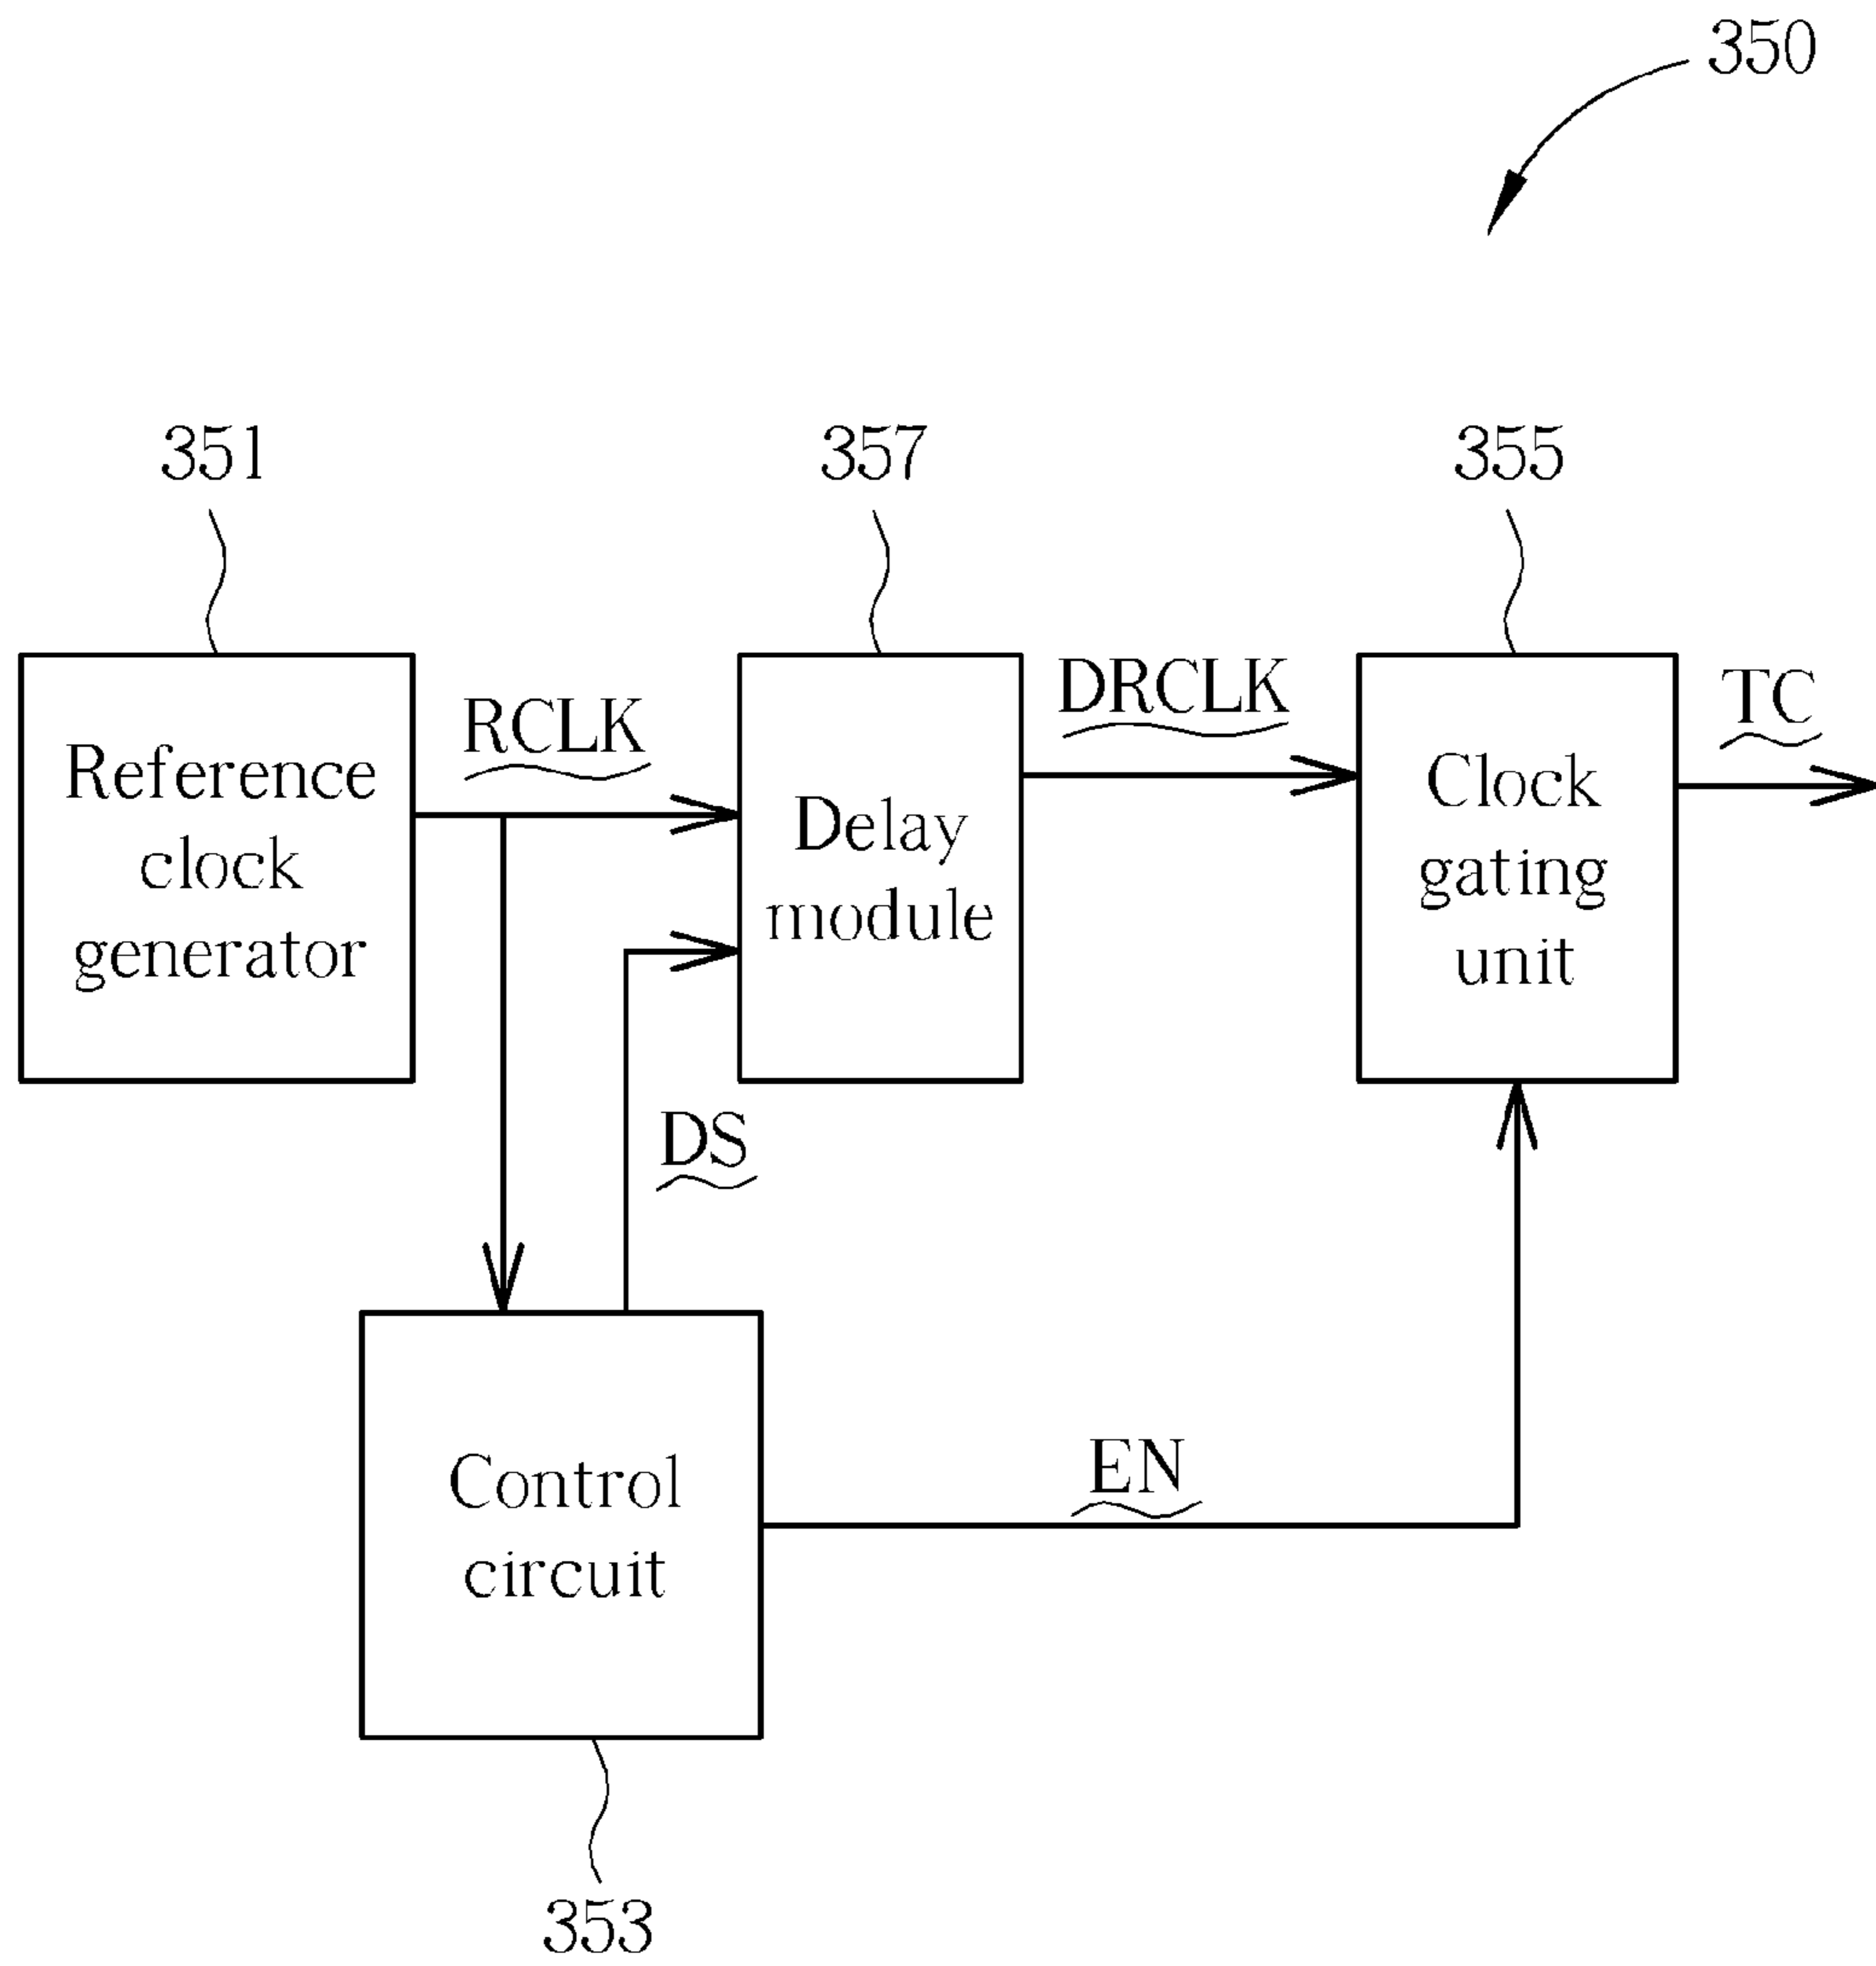 350
351
357
355
Reference
clock
generator
RCLK
Delay
module
DRCLK
Clock
gating
unit
TC
DS
Control
circuit
EN
353